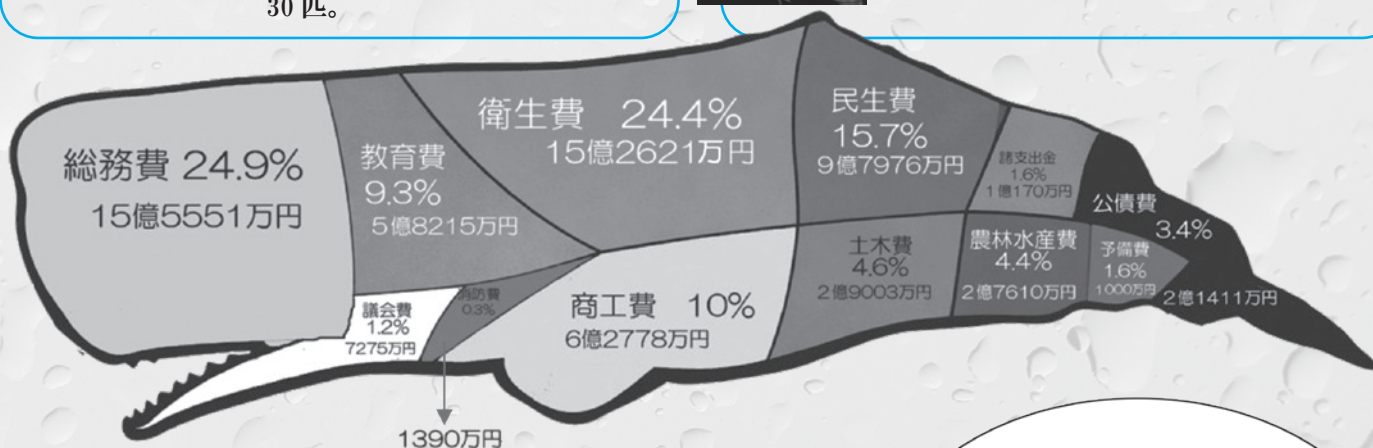 30 匹。
総務費 24.9%
15億5551万円
教育費
9.3%
5億8215万円
衛生費 24.4%
15億2621万円
民生費
15.7%
9億7976万円
諸支出金
1.6%
1億170万円
公債費
3.4%
2億1411万円
議会費
1.2%
7275万円
消防費
0.3%
1390万円
商工費 10%
6億2778万円
土木費
4.6%
2億9003万円
農林水産費
4.4%
2億7610万円
予備費
1.6%
1000万円